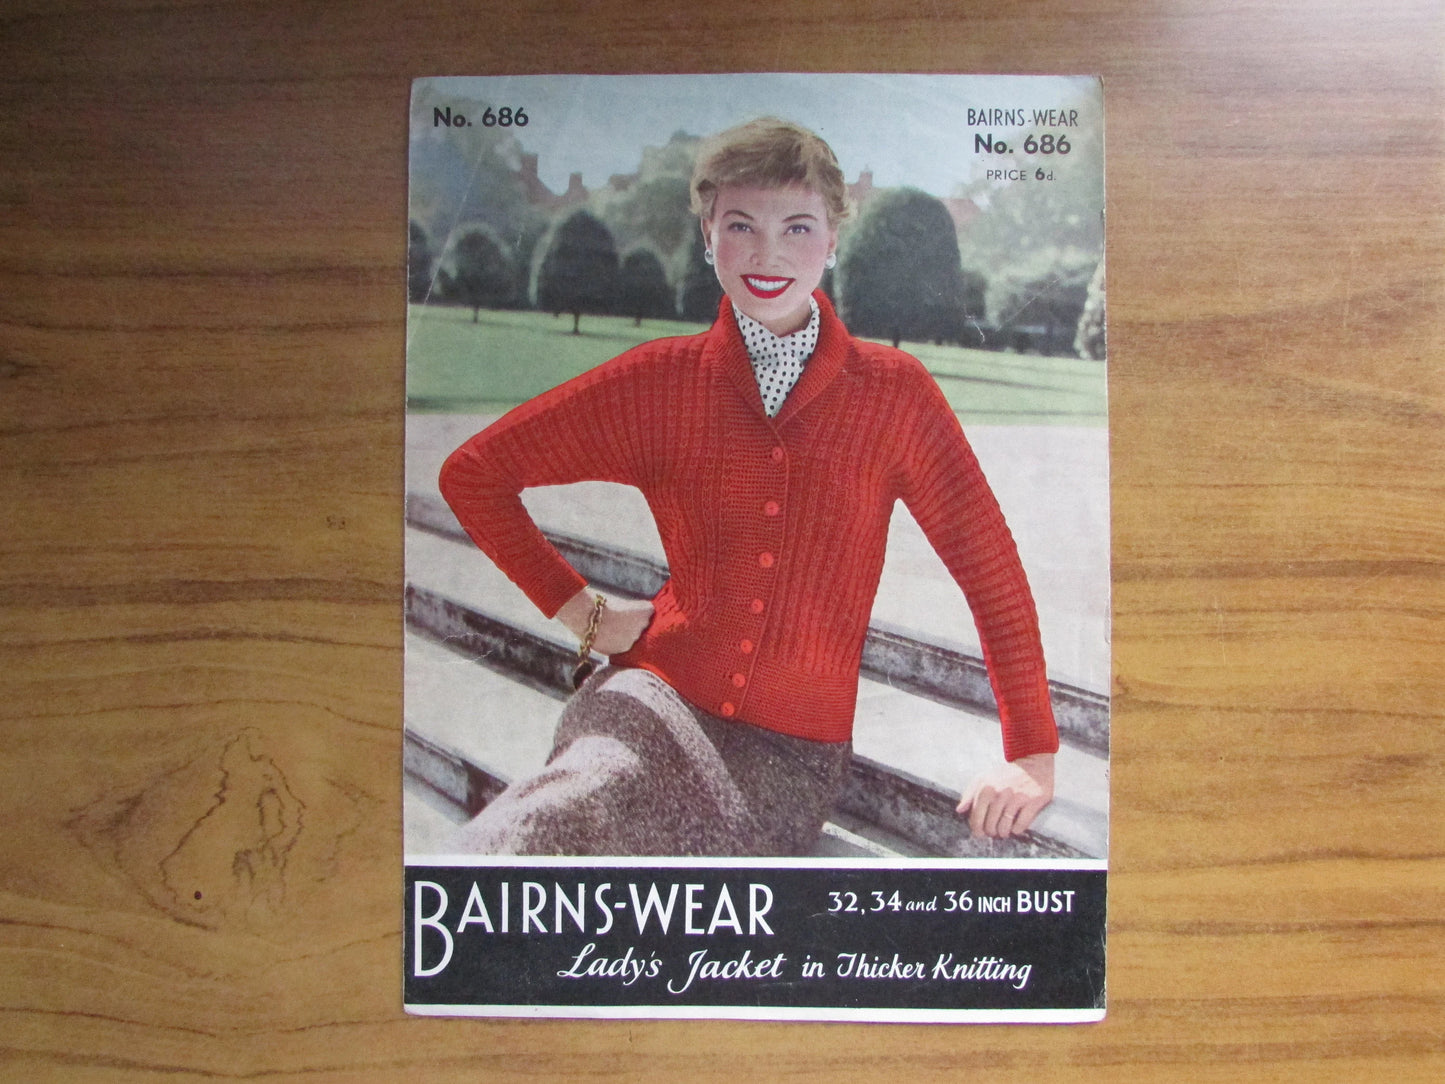 No. 686
BAIRNS-WEAR
No. 686
PRICE 6d.
BAIRNS-WEAR
32, 34 and 36 INCH BUST
Lady's Jacket in Thicker Knitting